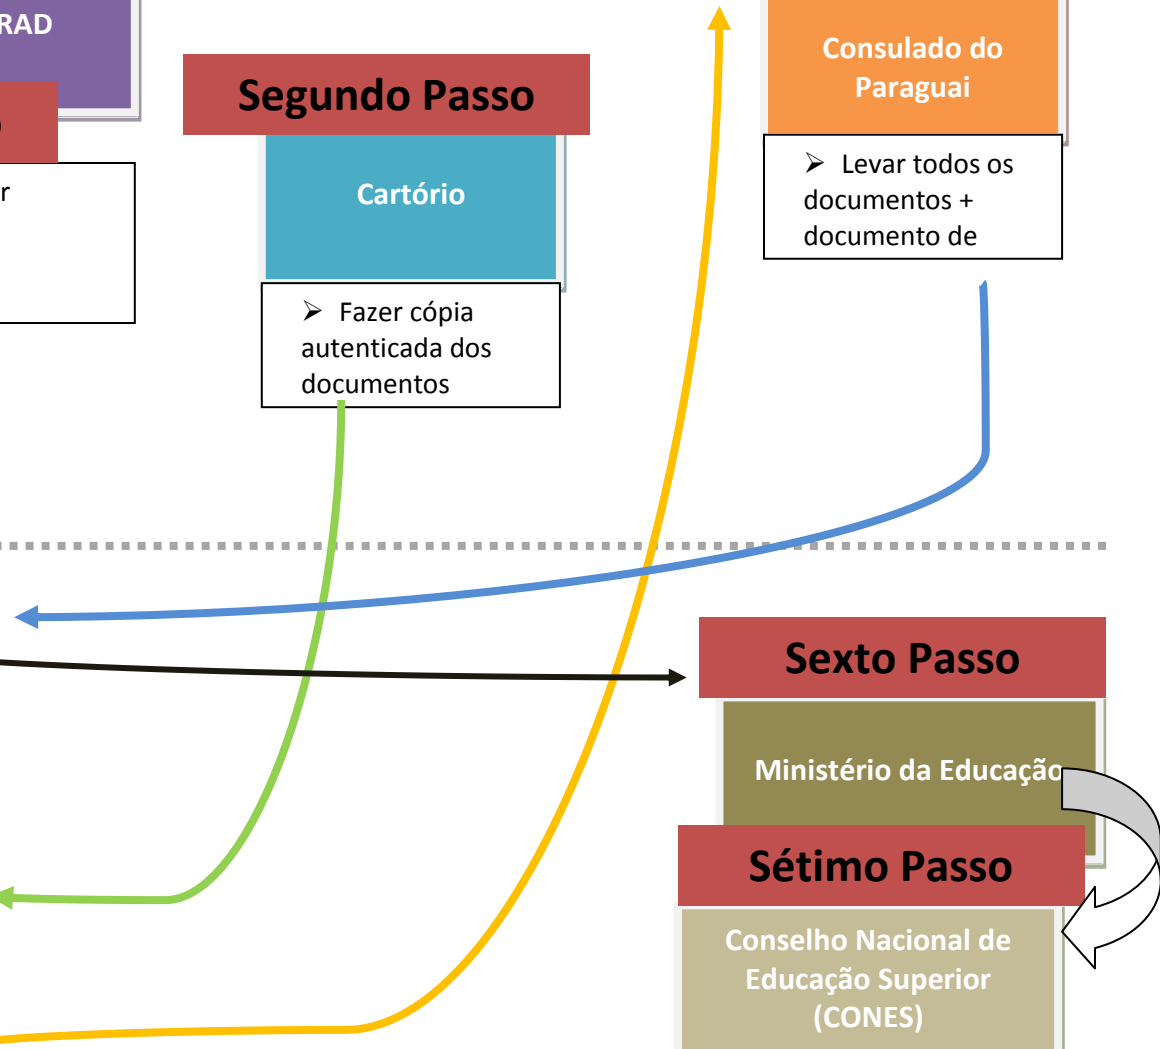 RAD
Segundo Passo
Cartório
➢ Fazer cópia
autenticada dos
documentos
Consulado do
Paraguai
➢ Levar todos os
documentos +
documento de
Sexto Passo
Ministério da Educação
Sétimo Passo
Conselho Nacional de
Educação Superior
(CONES)